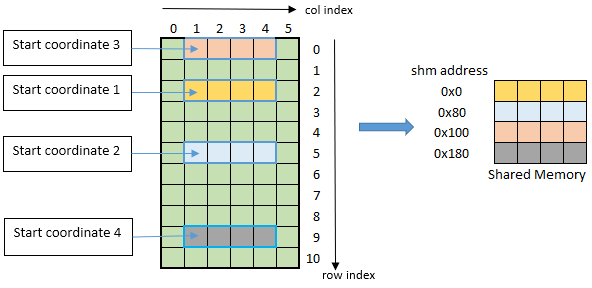 col index
0 1 2 3 4 5
Start coordinate 3
0
1
shm address
Start coordinate 1
2
0x0
3
0x80
4
0x100
Start coordinate 2
5
0x180
6
Shared Memory
7
8
Start coordinate 4
9
10
row index